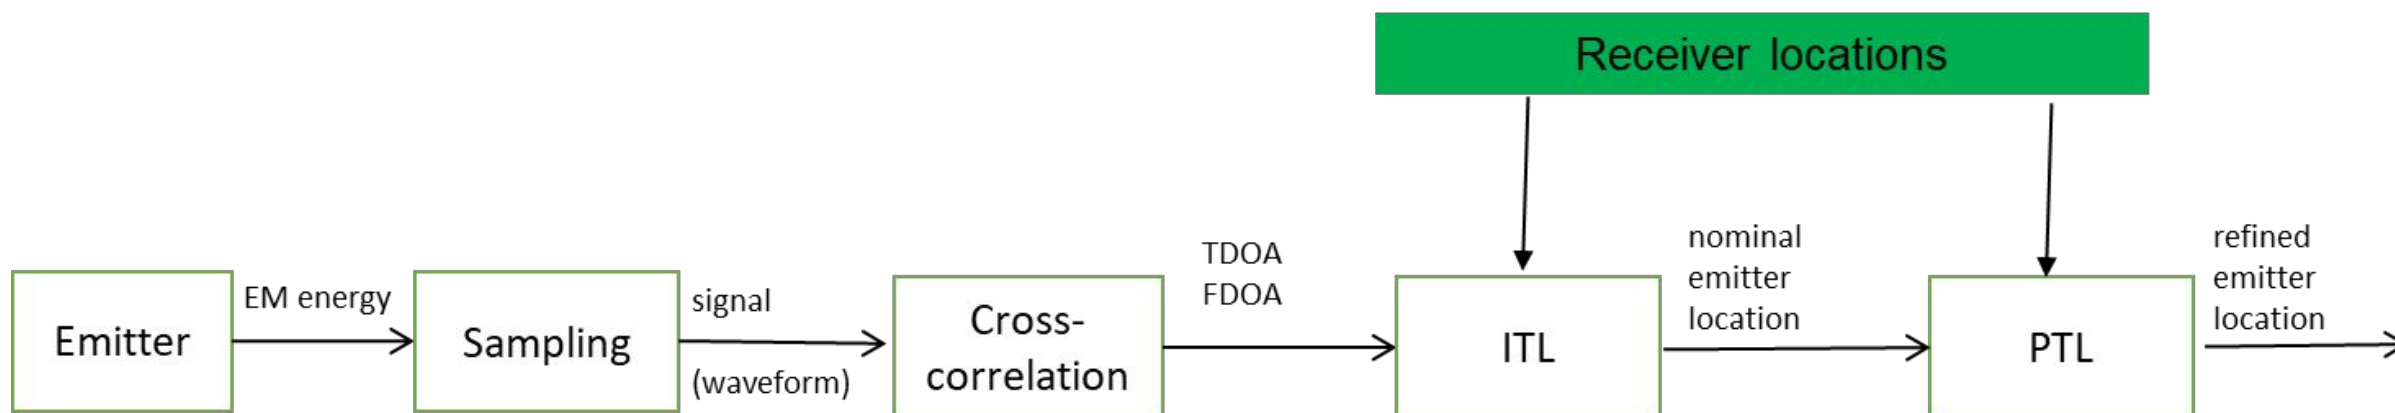 Receiver locations
Emitter
EM energy
Sampling
signal
(waveform)
Cross-
correlation
TDOA
FDOA
ITL
nominal
emitter
location
PTL
refined
emitter
location